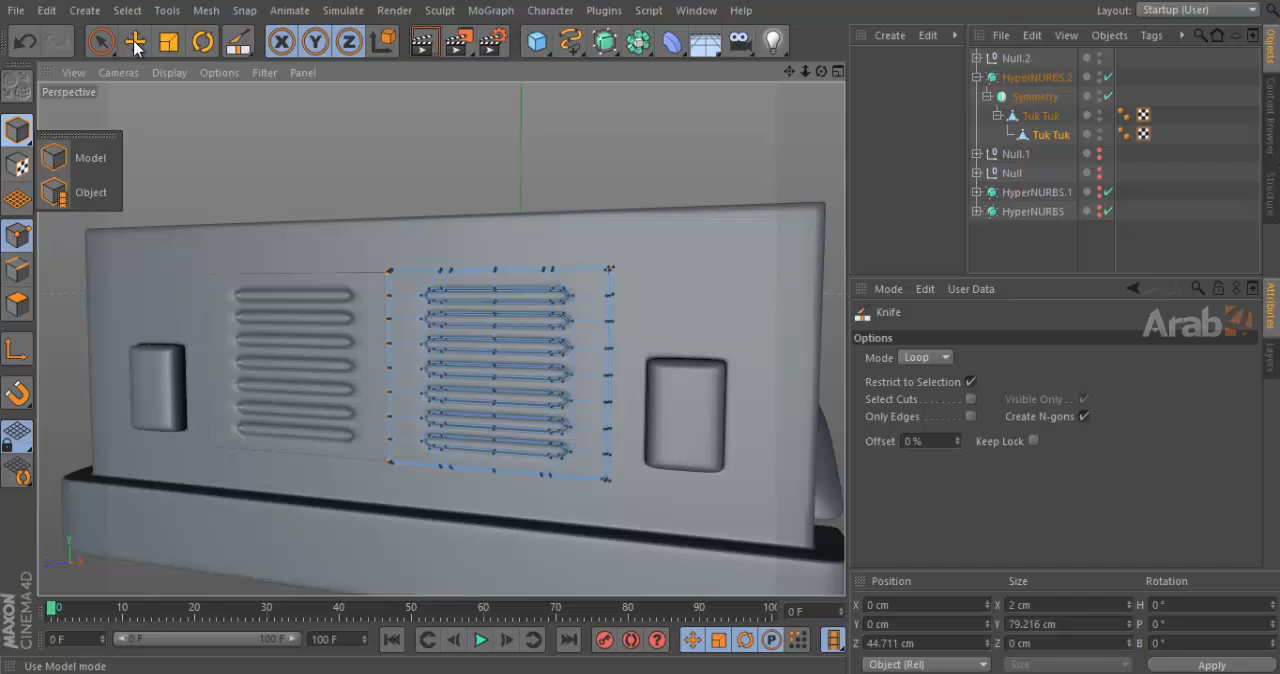 File Edit Create Select Tools Mesh Snap Animate Simulate Render Sculpt MoGraph Character Plugins Script Window Help
Layout: Startup (User)
View Cameras Display Options Filter Panel
Perspective
Model
Object
Create Edit
File Edit View Objects Tags
Null.2
HyperNURBS.2
Symmetry
Tuk Tuk
Tuk Tuk
Null.1
Null
HyperNURBS.1
HyperNURBS
Objects
Content Browser
Structure
Attributes
Layers
Mode Edit User Data
Knife
Arab
Options
Mode Loop
Restrict to Selection
Select Cuts Visible Only
Only Edges Create N-gons
Offset 0 % Keep Lock
Y
X
0 10 20 30 40 50 60 70 80 90 100 0 F
0 F 0 F 100 F 100 F
Position Size Rotation
X 0 cm X 2 cm H 0 °
Y 0 cm Y 79.216 cm P 0 °
Z 44.711 cm Z 0 cm B 0 °
Object (Rel) Size Apply
MAXON
CINEMA 4D
Use Model mode